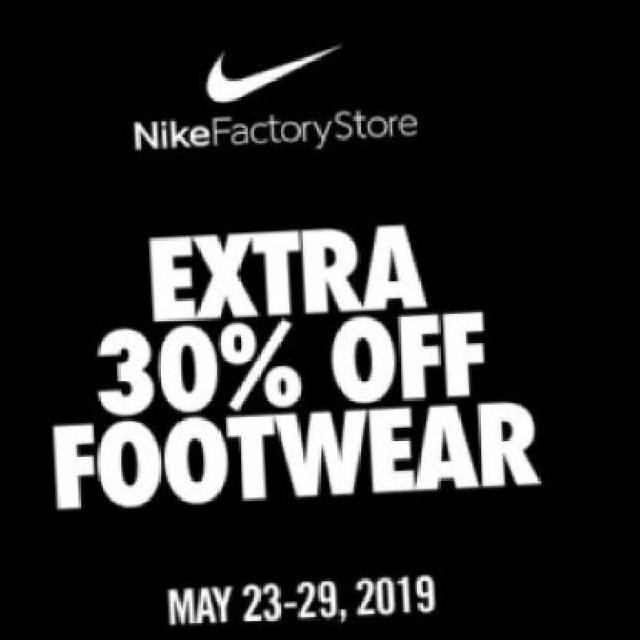 NikeFactoryStore
EXTRA
30% OFF
FOOTWEAR
MAY 23-29, 2019